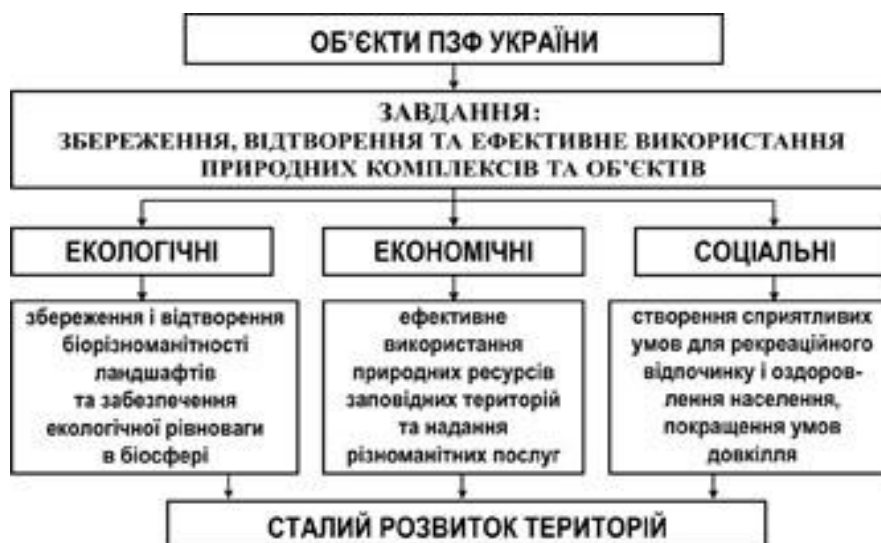 ОБ’ЄКТИ ПЗФ УКРАЇНИ
ЗАВДАННЯ:
ЗБЕРЕЖЕННЯ, ВІДТВОРЕННЯ ТА ЕФЕКТИВНЕ ВИКОРИСТАННЯ
ПРИРОДНИХ КОМПЛЕКСІВ ТА ОБ’ЄКТІВ
ЕКОЛОГІЧНІ
ЕКОНОМІЧНІ
СОЦІАЛЬНІ
збереження і відтворення
біорізноманітності
ландшафтів
та забезпечення
екологічної рівноваги
в біосфері
ефективне
використання
природних ресурсів
заповідних територій
та надання
різноманітних послуг
створення сприятливих
умов для рекреаційного
відпочинку і оздоров-
лення населення,
покращення умов
довкілля
СТАЛИЙ РОЗВИТОК ТЕРИТОРІЙ